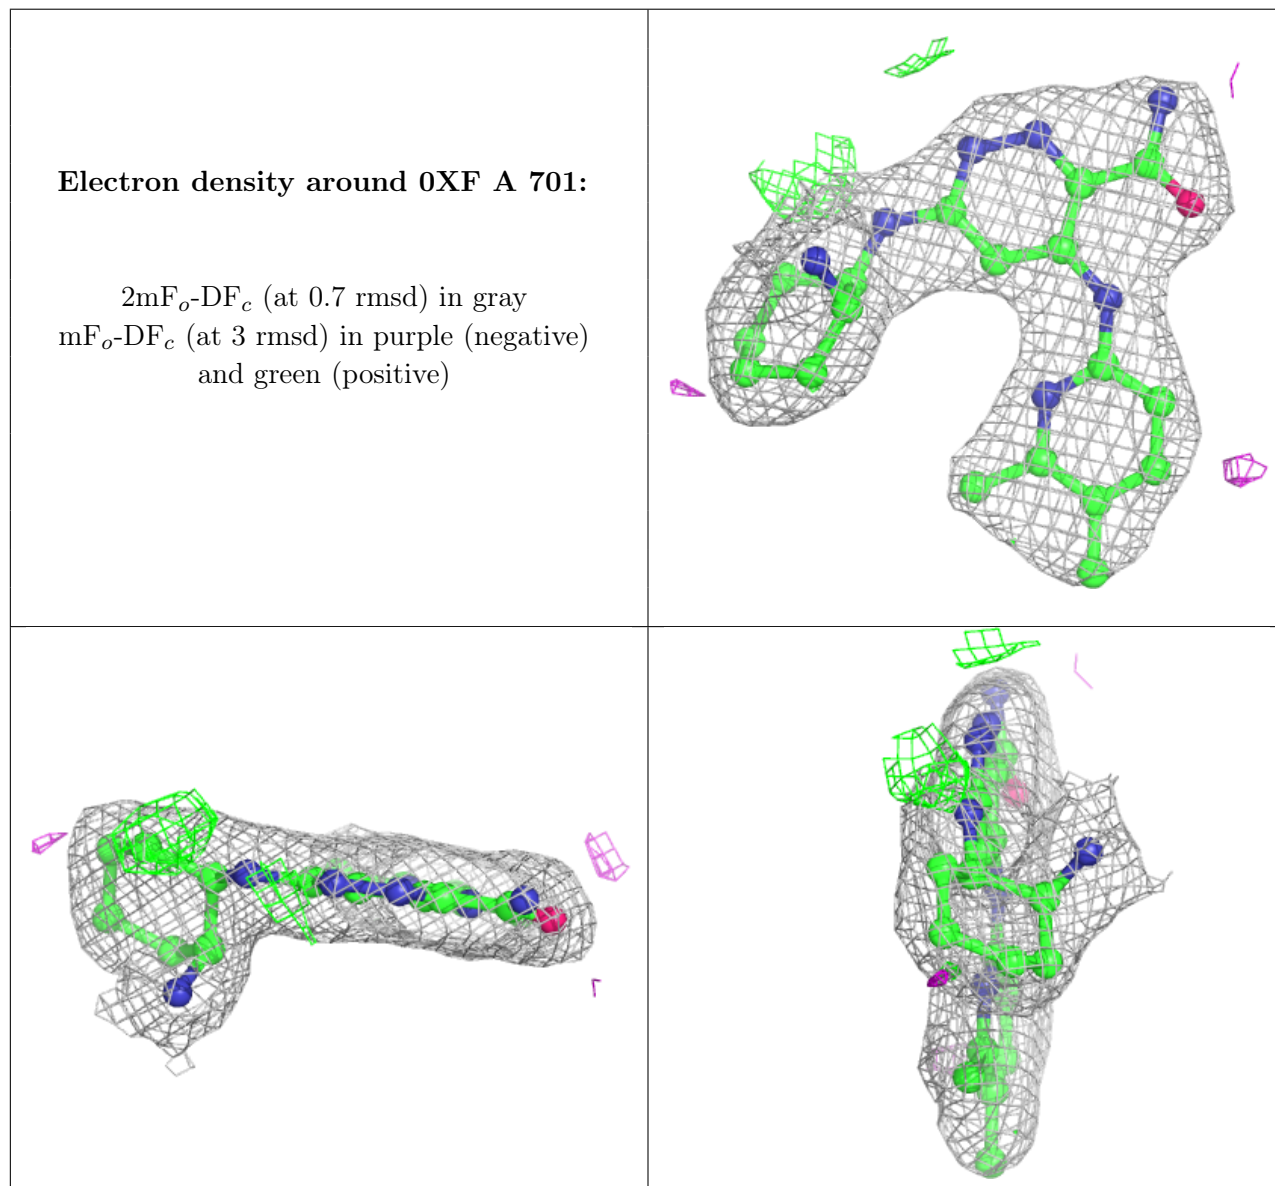 Electron density around 0XF A 701:
2mFo-DFc (at 0.7 rmsd) in gray
mFo-DFc (at 3 rmsd) in purple (negative)
and green (positive)